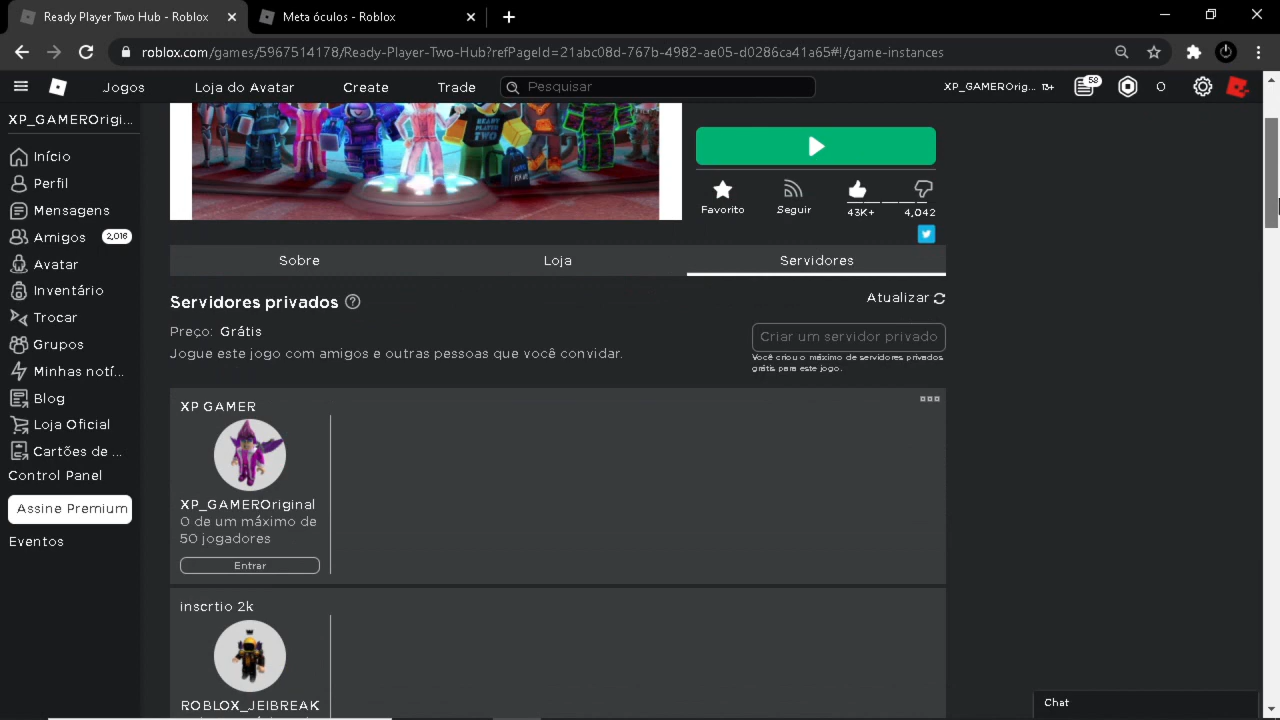 Ready Player Two Hub - Roblox
Meta óculos - Roblox
roblox.com/games/5967514178/Ready-Player-Two-Hub?refPageId=21abc08d-767b-4982-ae05-d0286ca41a65#!/game-instances
Jogos
Loja do Avatar
Create
Trade
Pesquisar
XP_GAMEROrig... 13+
58
0
XP_GAMEROrigi...
Início
Perfil
Mensagens
Amigos 2,016
Avatar
Inventário
Trocar
Grupos
Minhas notí...
Blog
Loja Oficial
Cartões de ...
Control Panel
Assine Premium
Eventos
READY
PLAYER
TWO
Favorito
Seguir
43K+
4,042
Sobre
Loja
Servidores
Servidores privados
Atualizar
Preço: Grátis
Jogue este jogo com amigos e outras pessoas que você convidar.
Criar um servidor privado
Você criou o máximo de servidores privados
grátis para este jogo.
XP GAMER
XP_GAMEROriginal
0 de um máximo de
50 jogadores
Entrar
inscrtio 2k
ROBLOX_JEIBREAK
Chat